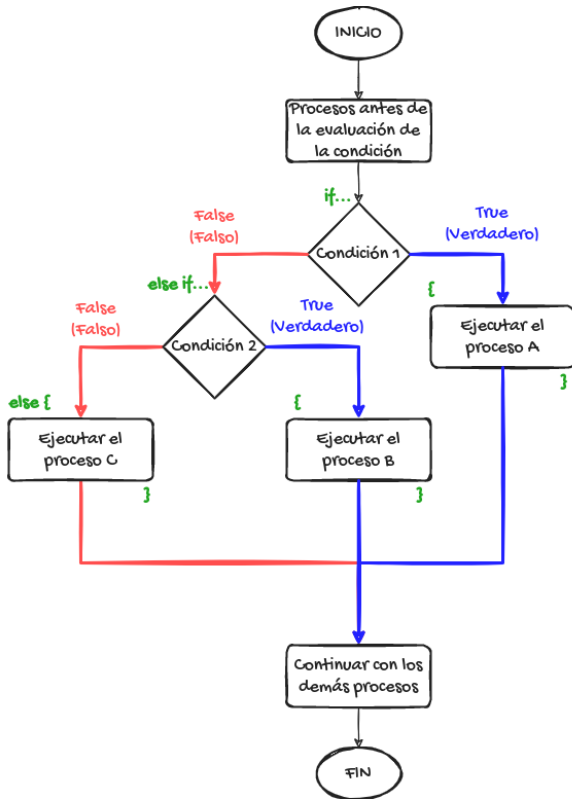 INICIO
Procesos antes de
la evaluación de
la condición
if...
False
(Falso)
True
(Verdadero)
Condición 1
else if...
{
False
(Falso)
True
(Verdadero)
Ejecutar el
proceso A
Condición 2
}
else {
{
Ejecutar el
proceso C
Ejecutar el
proceso B
}
}
Continuar con los
demás procesos
FIN